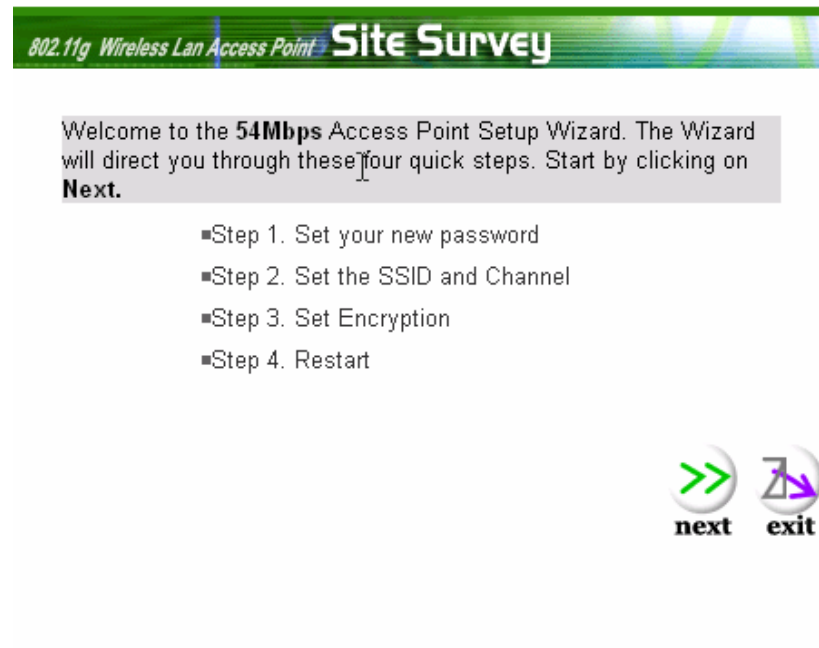 802.11g Wireless Lan Access Point Site Survey
Welcome to the 54Mbps Access Point Setup Wizard. The Wizard
will direct you through these four quick steps. Start by clicking on
Next.
Step 1. Set your new password
Step 2. Set the SSID and Channel
Step 3. Set Encryption
Step 4. Restart
next exit